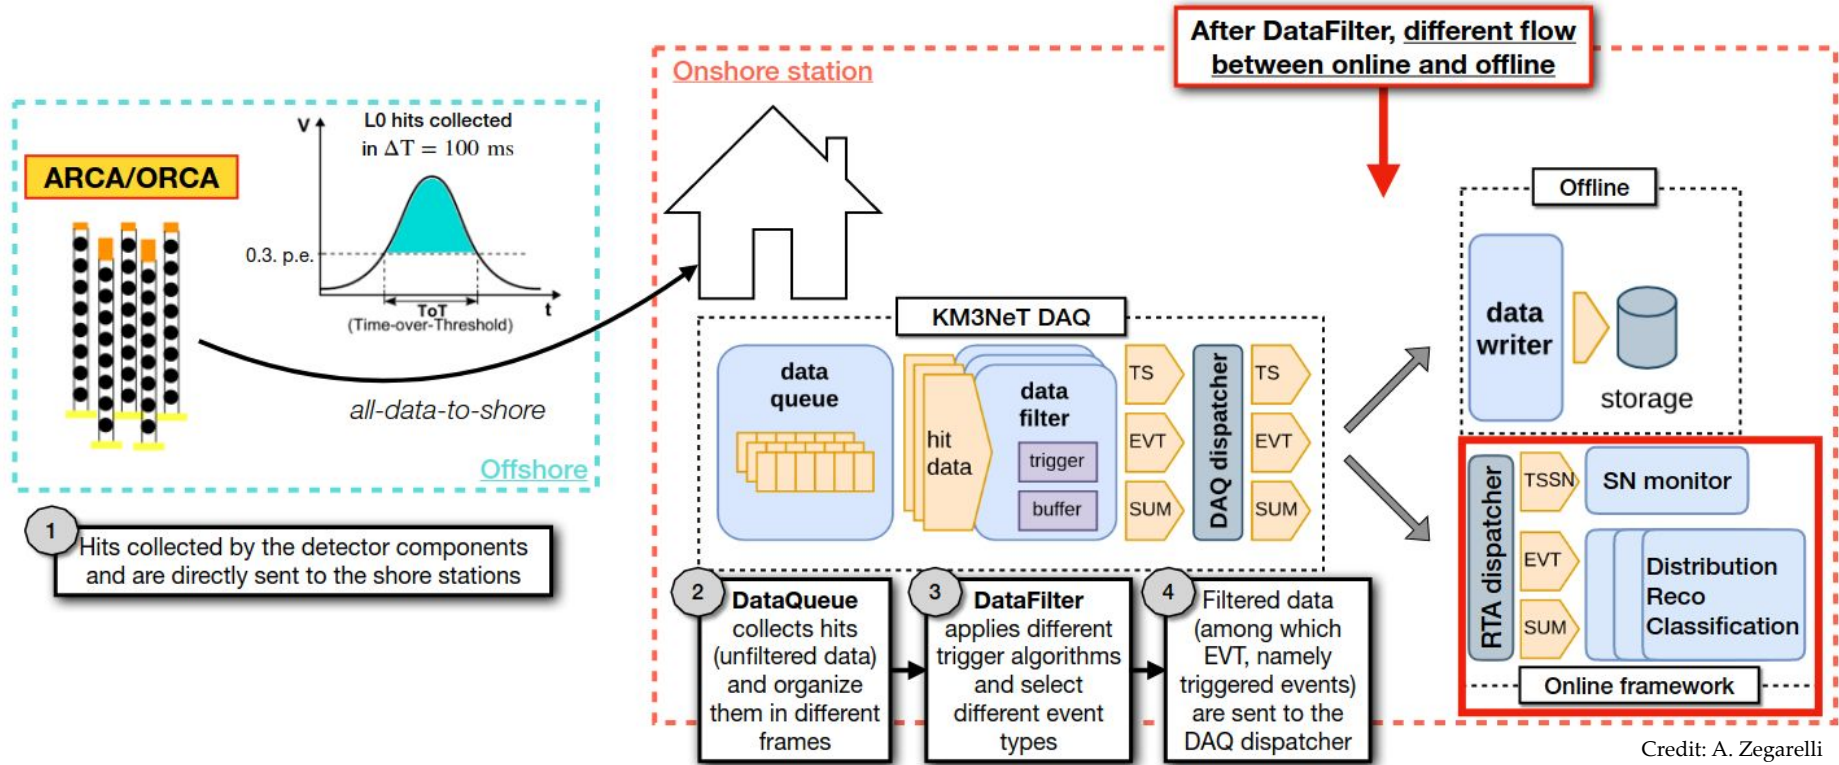 After DataFilter, different flow
between online and offline
Onshore station
ARCA/ORCA
V
L0 hits collected
in ΔT = 100 ms
0.3. p.e.
ToT
(Time-over-Threshold)
t
all-data-to-shore
Offshore
1
Hits collected by the detector components
and are directly sent to the shore stations
KM3NeT DAQ
data
queue
hit
data
data
filter
trigger
buffer
TS
EVT
SUM
DAQ dispatcher
TS
EVT
SUM
2
DataQueue
collects hits
(unfiltered data)
and organize
them in different
frames
3
DataFilter
applies different
trigger algorithms
and select
different event
types
4
Filtered data
(among which
EVT, namely
triggered events)
are sent to the
DAQ dispatcher
Offline
data
writer
storage
RTA dispatcher
TSSN
SN monitor
EVT
SUM
Distribution
Reco
Classification
Online framework
Credit: A. Zegarelli